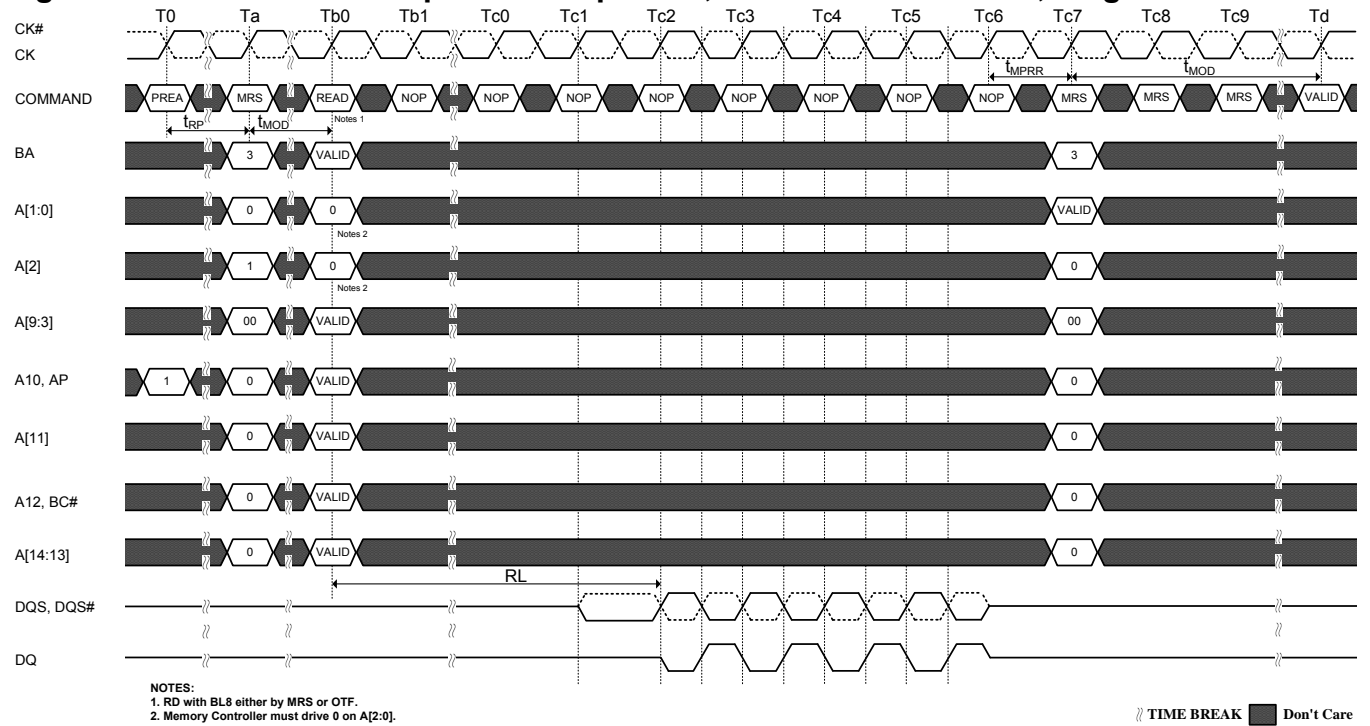 T0 Ta Tb0 Tb1 Tc0 Tc1 Tc2 Tc3 Tc4 Tc5 Tc6 Tc7 Tc8 Tc9 Td
CK#
CK
tMPRR tMOD
COMMAND PREA MRS READ NOP NOP NOP NOP NOP NOP NOP NOP MRS MRS MRS VALID
tRP tMOD Notes 1
BA 3 VALID 3
A[1:0] 0 0 VALID
Notes 2
A[2] 1 0 0
Notes 2
A[9:3] 00 VALID 00
A10, AP 1 0 VALID 0
A[11] 0 VALID 0
A12, BC# 0 VALID 0
A[14:13] 0 VALID 0
RL
DQS, DQS#
DQ
NOTES:
1. RD with BL8 either by MRS or OTF.
2. Memory Controller must drive 0 on A[2:0].
TIME BREAK Don't Care